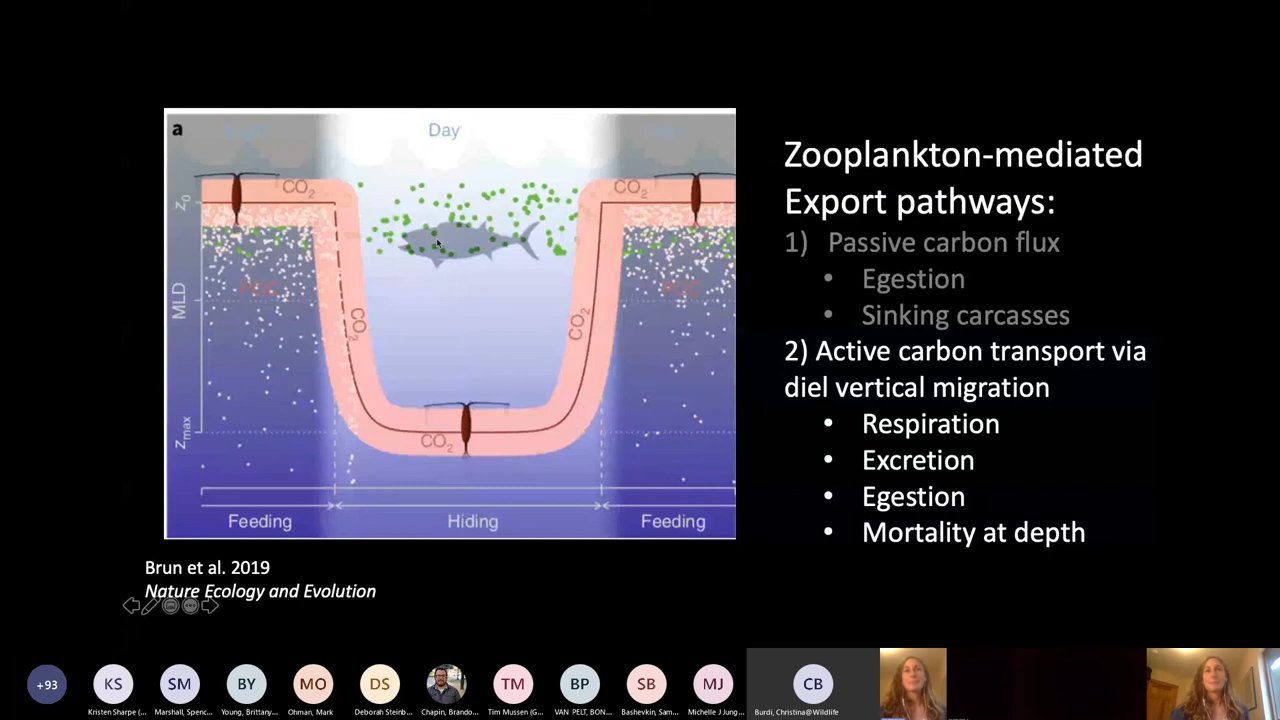 a
Day
CO₂
CO₂
Z₀
MLD
POC
POC
CO₂
CO₂
Zmax
CO₂
Feeding
Hiding
Feeding
Zooplankton-mediated
Export pathways:
1) Passive carbon flux
• Egestion
• Sinking carcasses
2) Active carbon transport via
diel vertical migration
• Respiration
• Excretion
• Egestion
• Mortality at depth
Brun et al. 2019
Nature Ecology and Evolution
+93
KS
SM
BY
MO
DS
TM
BP
SB
MJ
CB
Kristen Sharpe (...
Marshall, Spenc...
Young, Brittany...
Ohman, Mark
Deborah Steinb...
Chapin, Brando...
Tim Mussen (G...
VAN PELT, BON...
Bashevkin, Sam...
Michelle J Jung...
Burdi, Christina@Wildlife